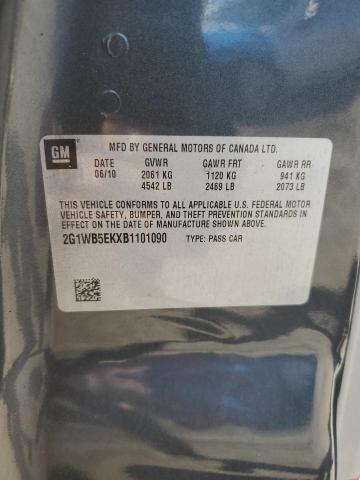 GM
MFD BY GENERAL MOTORS OF CANADA LTD.
DATE GVWR GAWR FRT GAWR RR
06/10 2061 KG 1120 KG 941 KG
4542 LB 2469 LB 2073 LB
THIS VEHICLE CONFORMS TO ALL APPLICABLE U.S. FEDERAL MOTOR
VEHICLE SAFETY, BUMPER, AND THEFT PREVENTION STANDARDS
IN EFFECT ON THE DATE OF MANUFACTURE SHOWN ABOVE.
2G1WB5EKXB1101090 TYPE: PASS CAR